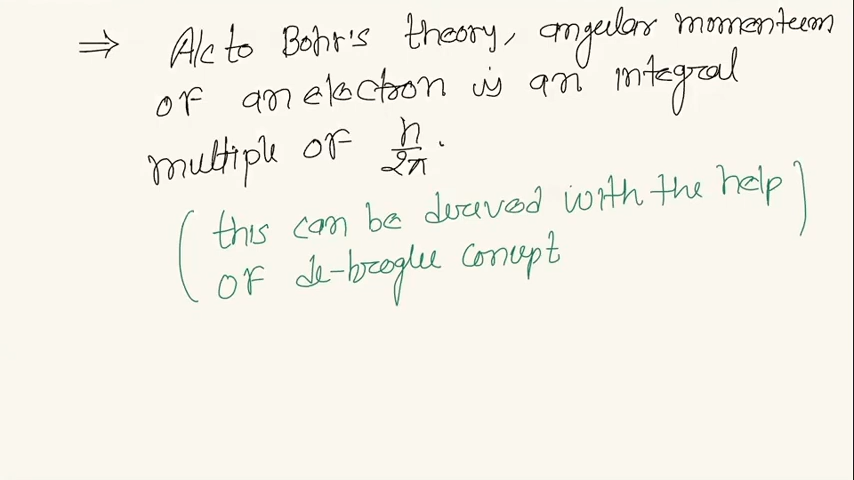 ⇒ A/c to Bohr's theory, angular momentum
of an electron is an integral
multiple of h/2π.
(this can be derived with the help
of de-broglie concept)